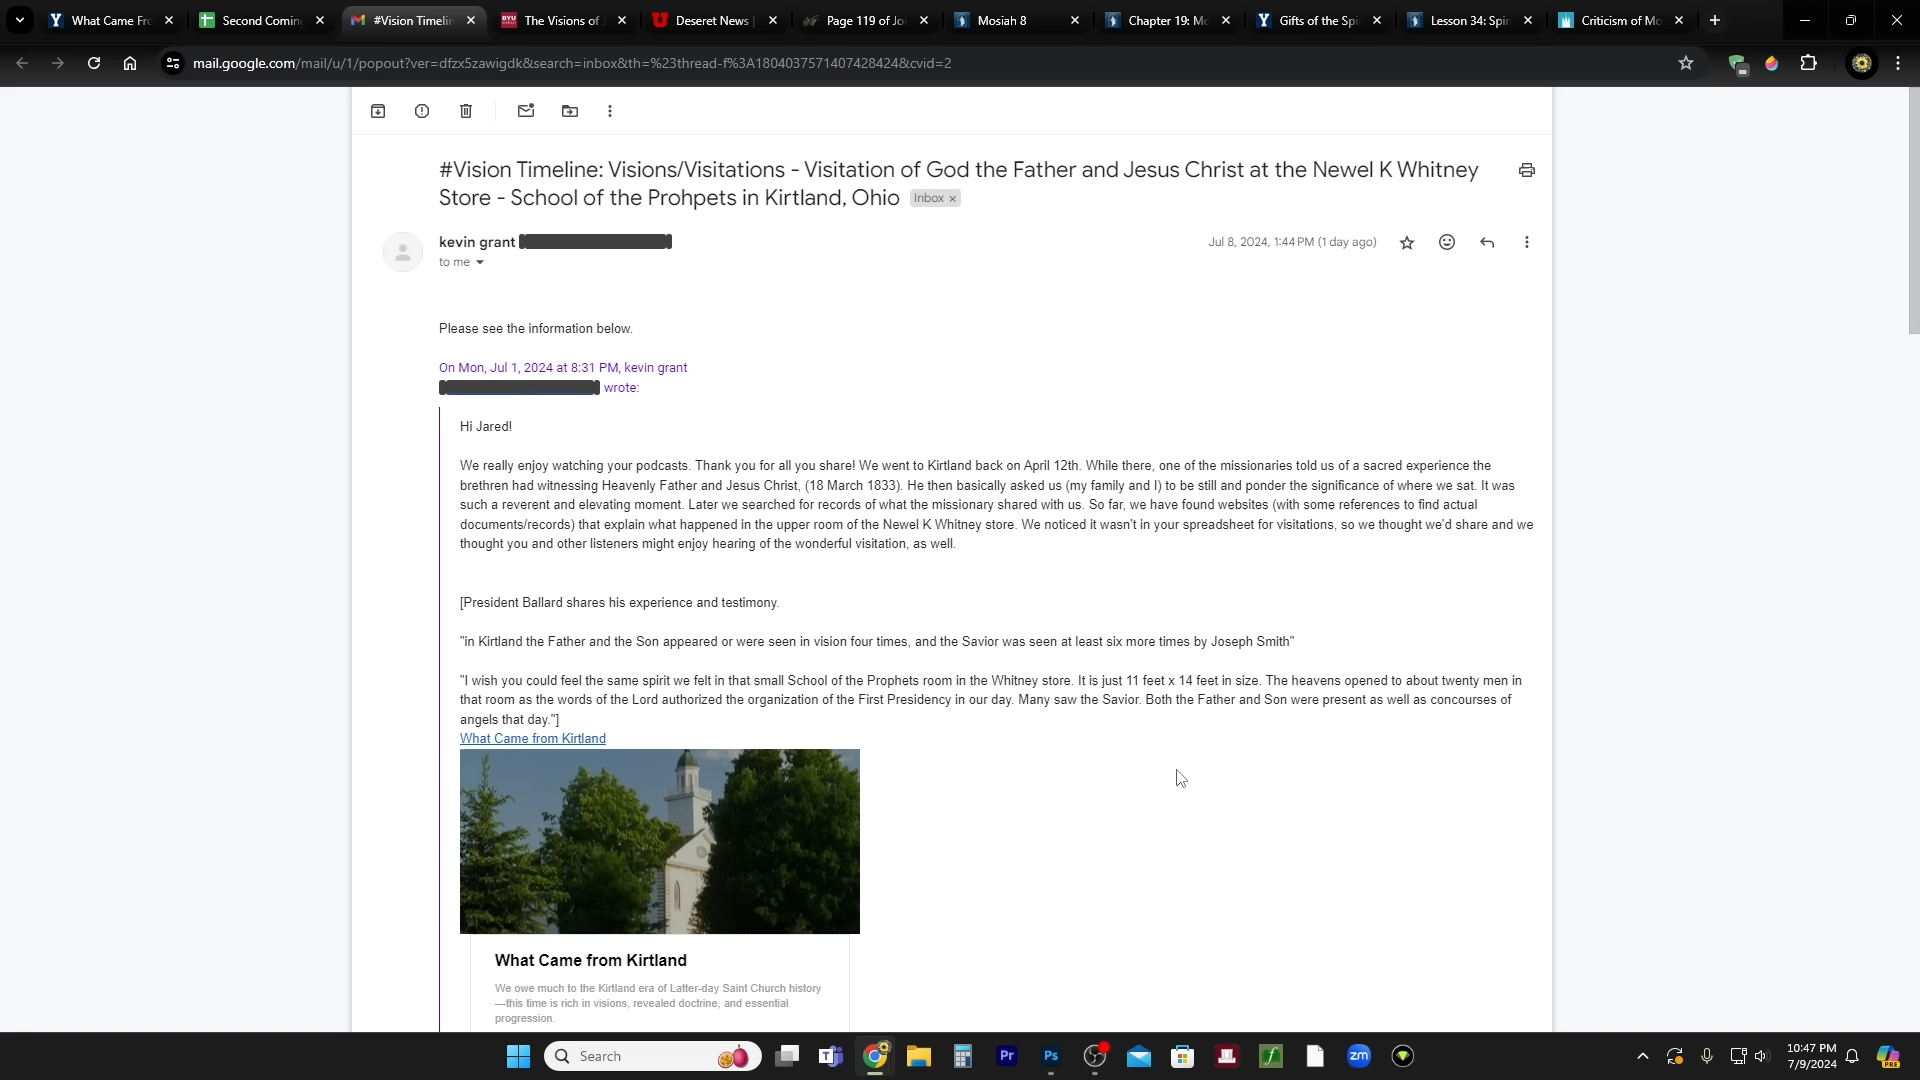 What Came Fro
Second Coming
#Vision Timelin
The Visions of J
Deseret News |
Page 119 of Jo
Mosiah 8
Chapter 19: Mo
Gifts of the Spi
Lesson 34: Spir
Criticism of Mo
mail.google.com/mail/u/1/popout?ver=dfzx5zawigdk&search=inbox&th=%23thread-f%3A1804037571407428424&cvid=2
#Vision Timeline: Visions/Visitations - Visitation of God the Father and Jesus Christ at the Newel K Whitney
Store - School of the Prohpets in Kirtland, Ohio Inbox ×
kevin grant
Jul 8, 2024, 1:44 PM (1 day ago)
to me
Please see the information below.
On Mon, Jul 1, 2024 at 8:31 PM, kevin grant
wrote:
Hi Jared!
We really enjoy watching your podcasts. Thank you for all you share! We went to Kirtland back on April 12th. While there, one of the missionaries told us of a sacred experience the
brethren had witnessing Heavenly Father and Jesus Christ, (18 March 1833). He then basically asked us (my family and I) to be still and ponder the significance of where we sat. It was
such a reverent and elevating moment. Later we searched for records of what the missionary shared with us. So far, we have found websites (with some references to find actual
documents/records) that explain what happened in the upper room of the Newel K Whitney store. We noticed it wasn't in your spreadsheet for visitations, so we thought we'd share and we
thought you and other listeners might enjoy hearing of the wonderful visitation, as well.
[President Ballard shares his experience and testimony.
"in Kirtland the Father and the Son appeared or were seen in vision four times, and the Savior was seen at least six more times by Joseph Smith"
"I wish you could feel the same spirit we felt in that small School of the Prophets room in the Whitney store. It is just 11 feet x 14 feet in size. The heavens opened to about twenty men in
that room as the words of the Lord authorized the organization of the First Presidency in our day. Many saw the Savior. Both the Father and Son were present as well as concourses of
angels that day."]
What Came from Kirtland
What Came from Kirtland
We owe much to the Kirtland era of Latter-day Saint Church history
—this time is rich in visions, revealed doctrine, and essential
progression.
Search
10:47 PM
7/9/2024